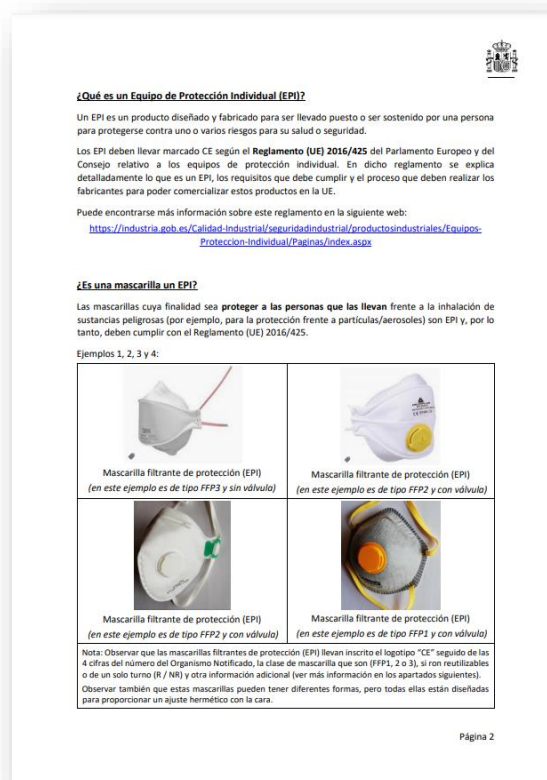 ¿Qué es un Equipo de Protección Individual (EPI)?
Un EPI es un producto diseñado y fabricado para ser llevado puesto o ser sostenido por una persona
para protegerse contra uno o varios riesgos para su salud o seguridad.
Los EPI deben llevar marcado CE según el Reglamento (UE) 2016/425 del Parlamento Europeo y del
Consejo relativo a los equipos de protección individual. En dicho reglamento se explica
detalladamente lo que es un EPI, los requisitos que debe cumplir y el proceso que deben realizar los
fabricantes para poder comercializar estos productos en la UE.
Puede encontrarse más información sobre este reglamento en la siguiente web:
https://industria.gob.es/Calidad-Industrial/seguridadindustrial/productosindustriales/Equipos-
Proteccion-Individual/Paginas/index.aspx
¿Es una mascarilla un EPI?
Las mascarillas cuya finalidad sea proteger a las personas que las llevan frente a la inhalación de
sustancias peligrosas (por ejemplo, para la protección frente a partículas/aerosoles) son EPI y, por lo
tanto, deben cumplir con el Reglamento (UE) 2016/425.
Ejemplos 1, 2, 3 y 4:
Mascarilla filtrante de protección (EPI)
(en este ejemplo es de tipo FFP3 y sin válvula)
Mascarilla filtrante de protección (EPI)
(en este ejemplo es de tipo FFP2 y con válvula)
Mascarilla filtrante de protección (EPI)
(en este ejemplo es de tipo FFP2 y con válvula)
Mascarilla filtrante de protección (EPI)
(en este ejemplo es de tipo FFP1 y con válvula)
Nota: Observar que las mascarillas filtrantes de protección (EPI) llevan inscrito el logotipo "CE" seguido de las
4 cifras del número del Organismo Notificado, la clase de mascarilla que son (FFP1, 2 o 3), si ron reutilizables
o de un solo turno (R / NR) y otra información adicional (ver más información en los apartados siguientes).
Observar también que estas mascarillas pueden tener diferentes formas, pero todas ellas están diseñadas
para proporcionar un ajuste hermético con la cara.
Página 2